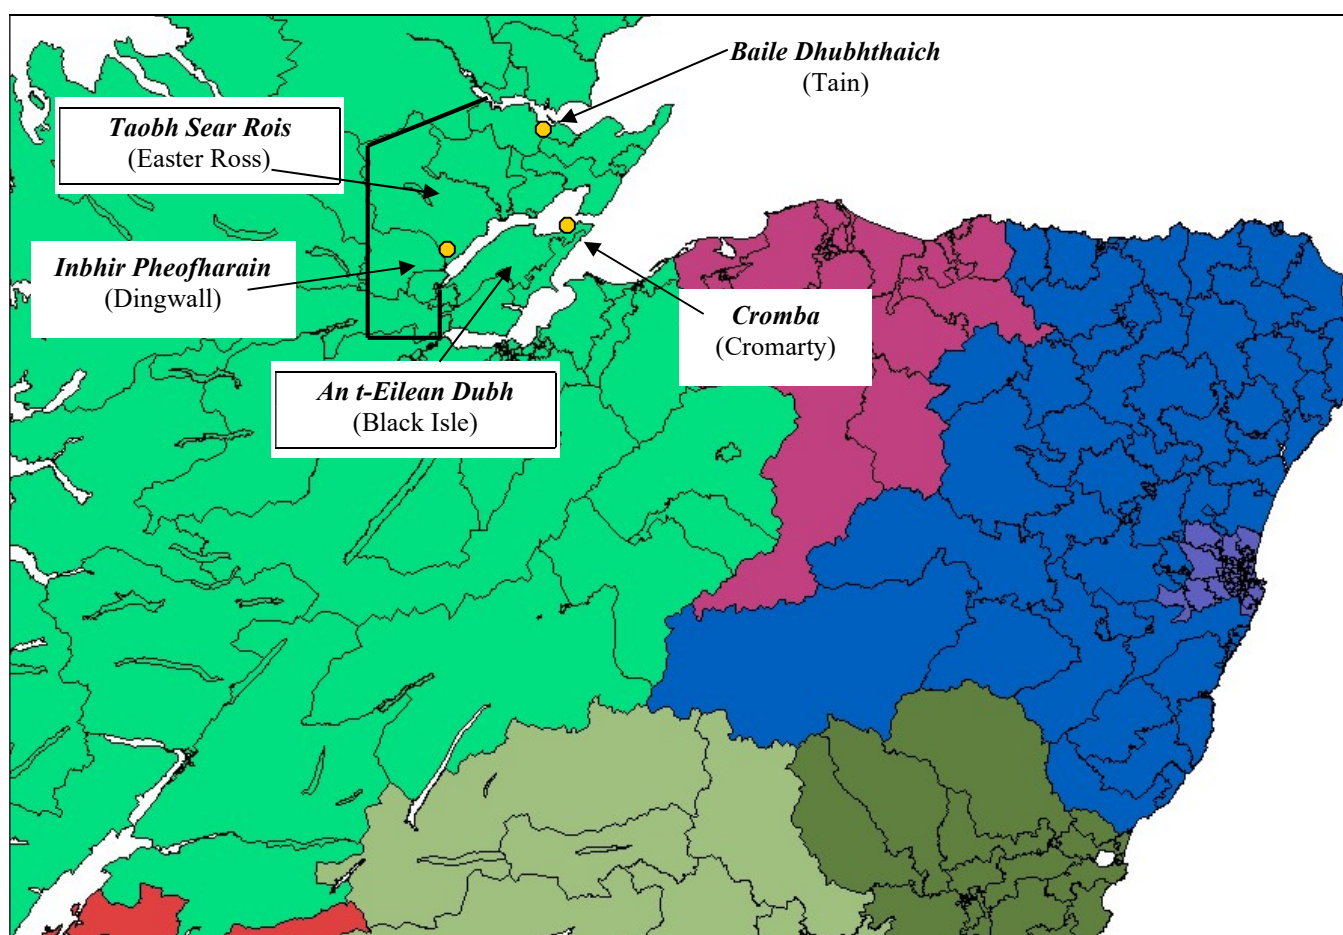 Baile Dhubhthaich
(Tain)
Taobh Sear Rois
(Easter Ross)
Inbhir Pheofharain
(Dingwall)
Cromba
(Cromarty)
An t-Eilean Dubh
(Black Isle)